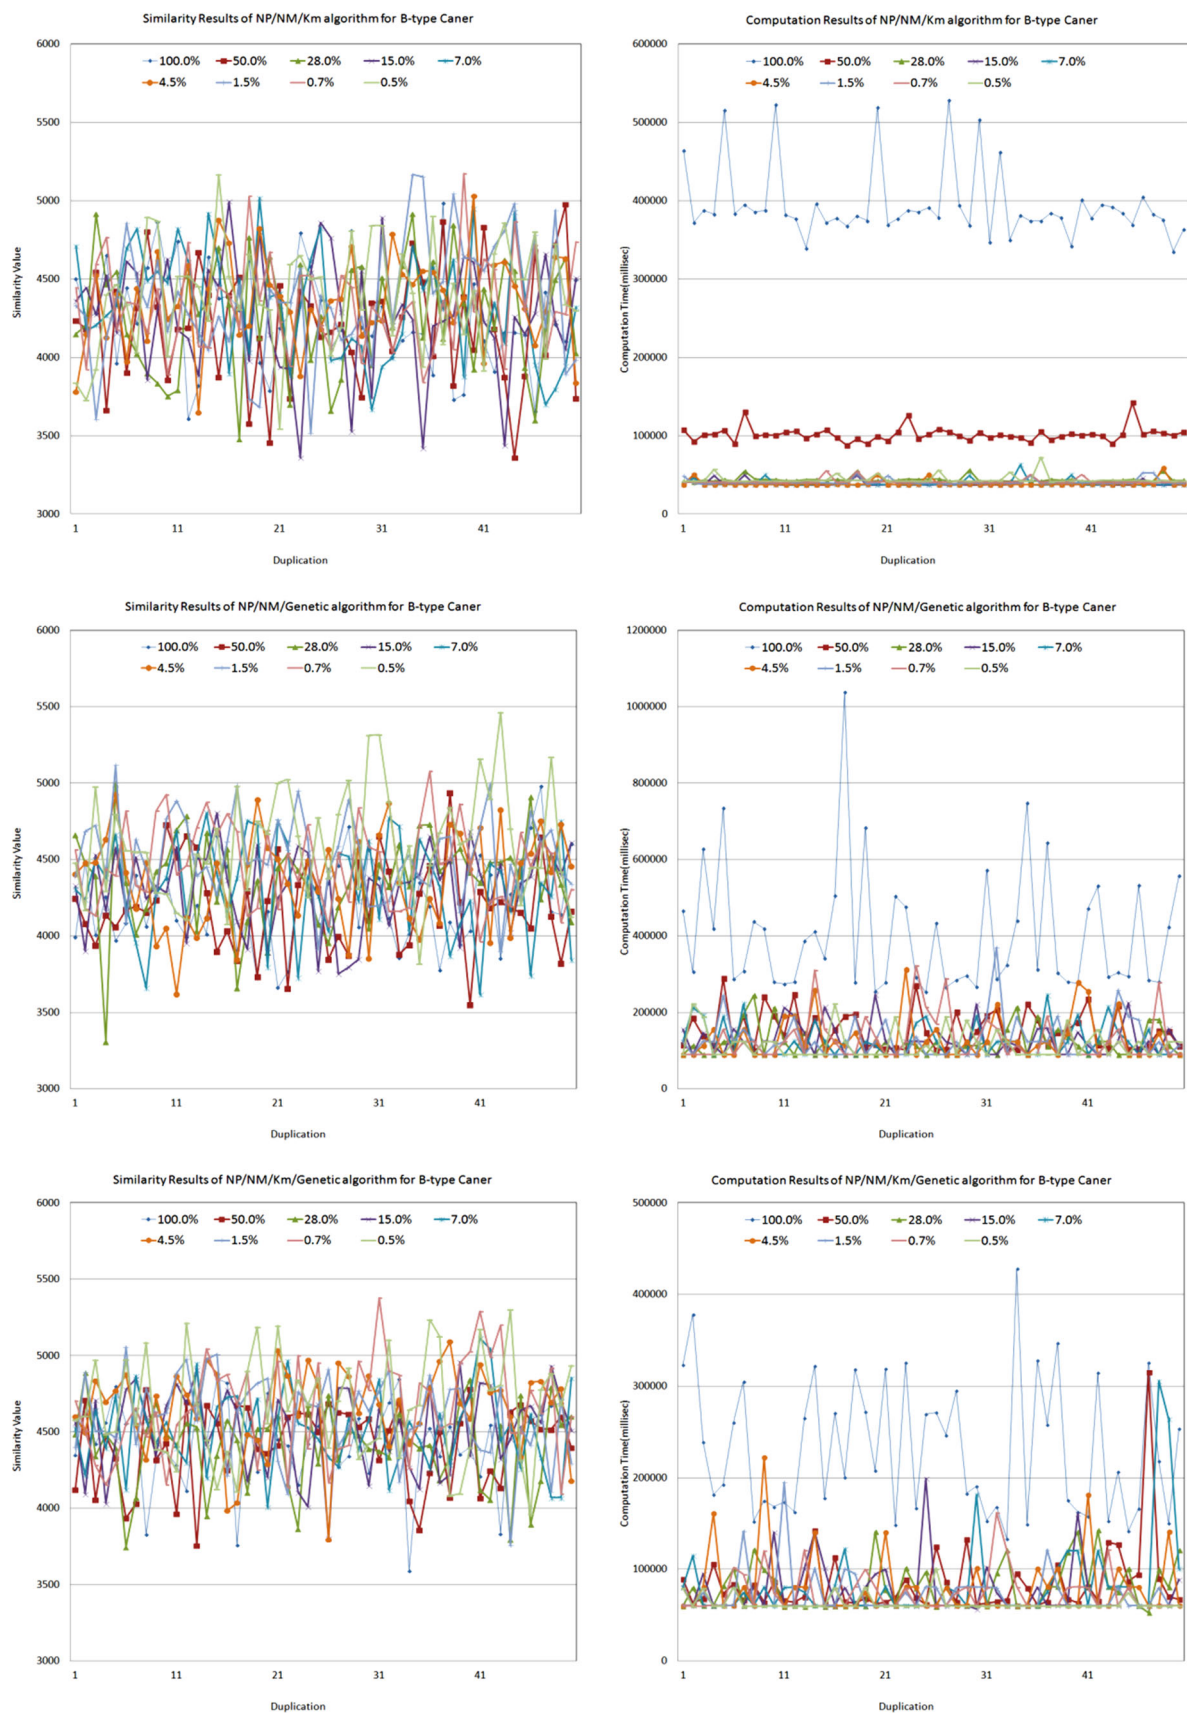 Similarity Results of NP/NM/Km algorithm for B-type Caner
6000
5500
5000
4500
4000
3500
3000
Similarity Value
100.0% 50.0% 28.0% 15.0% 7.0%
4.5% 1.5% 0.7% 0.5%
1 11 21 31 41
Duplication
Computation Results of NP/NM/Km algorithm for B-type Caner
600000
500000
400000
300000
200000
100000
0
Computation Time(millisec)
100.0% 50.0% 28.0% 15.0% 7.0%
4.5% 1.5% 0.7% 0.5%
1 11 21 31 41
Duplication
Similarity Results of NP/NM/Genetic algorithm for B-type Caner
6000
5500
5000
4500
4000
3500
3000
Similarity Value
100.0% 50.0% 28.0% 15.0% 7.0%
4.5% 1.5% 0.7% 0.5%
1 11 21 31 41
Duplication
Computation Results of NP/NM/Genetic algorithm for B-type Caner
1200000
1000000
800000
600000
400000
200000
0
Computation Time(millisec)
100.0% 50.0% 28.0% 15.0% 7.0%
4.5% 1.5% 0.7% 0.5%
1 11 21 31 41
Duplication
Similarity Results of NP/NM/Km/Genetic algorithm for B-type Caner
6000
5500
5000
4500
4000
3500
3000
Similarity Value
100.0% 50.0% 28.0% 15.0% 7.0%
4.5% 1.5% 0.7% 0.5%
1 11 21 31 41
Duplication
Computation Results of NP/NM/Km/Genetic algorithm for B-type Caner
500000
400000
300000
200000
100000
0
Computation Time(millisec)
100.0% 50.0% 28.0% 15.0% 7.0%
4.5% 1.5% 0.7% 0.5%
1 11 21 31 41
Duplication